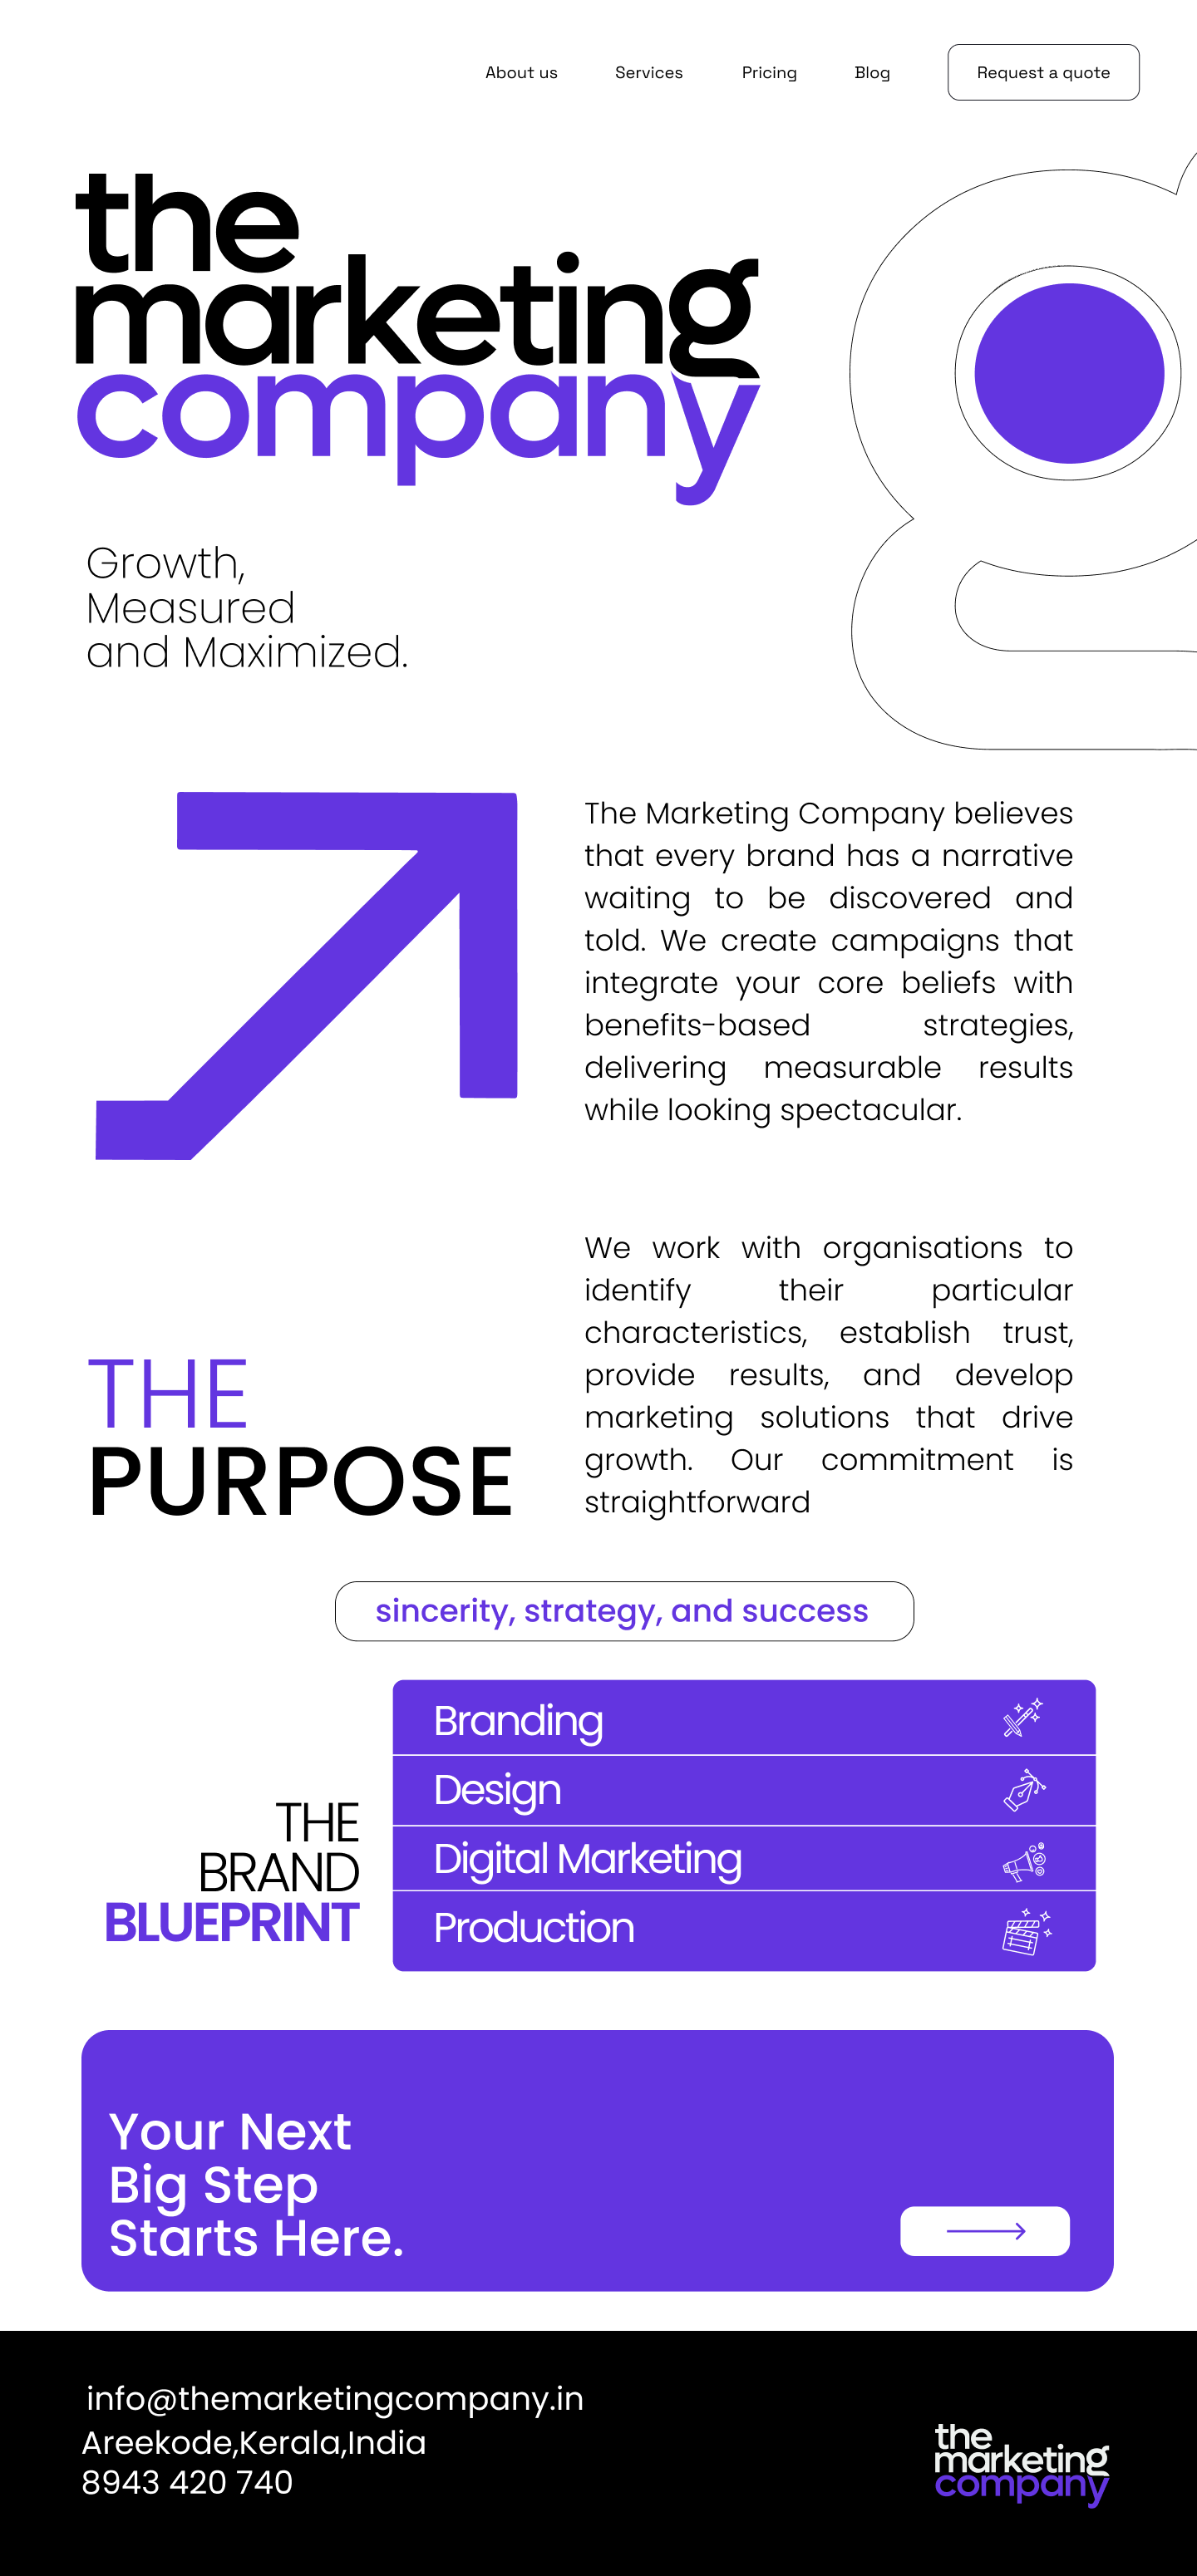 About us Services Pricing Blog Request a quote
the
marketing
company
Growth,
Measured
and Maximized.
The Marketing Company believes
that every brand has a narrative
waiting to be discovered and
told. We create campaigns that
integrate your core beliefs with
benefits-based strategies,
delivering measurable results
while looking spectacular.
THE
PURPOSE
We work with organisations to
identify their particular
characteristics, establish trust,
provide results, and develop
marketing solutions that drive
growth. Our commitment is
straightforward
sincerity, strategy, and success
THE
BRAND
BLUEPRINT
Branding
Design
Digital Marketing
Production
Your Next
Big Step
Starts Here.
info@themarketingcompany.in
Areekode,Kerala,India
8943 420 740
the
marketing
company